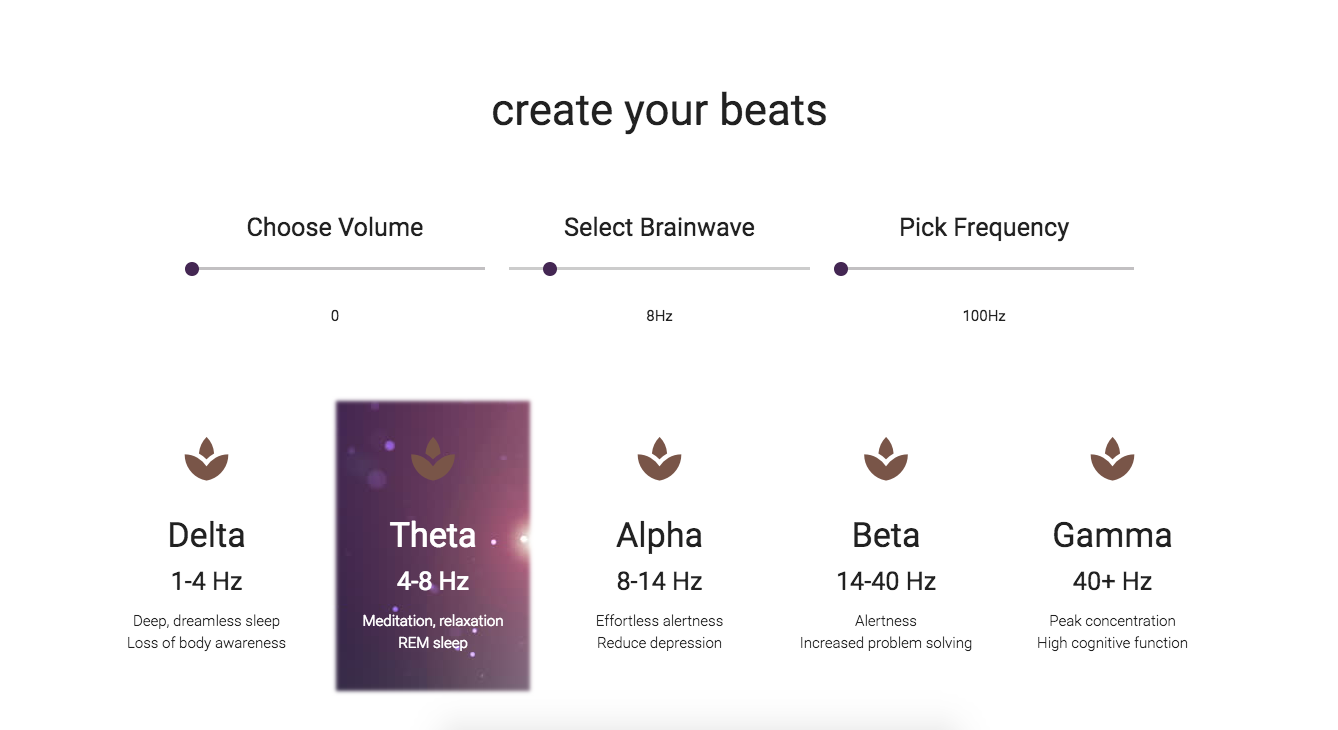 create your beats
Choose Volume
Select Brainwave
Pick Frequency
0
8Hz
100Hz
Delta
1-4 Hz
Deep, dreamless sleep
Loss of body awareness
Theta
4-8 Hz
Meditation, relaxation
REM sleep
Alpha
8-14 Hz
Effortless alertness
Reduce depression
Beta
14-40 Hz
Alertness
Increased problem solving
Gamma
40+ Hz
Peak concentration
High cognitive function